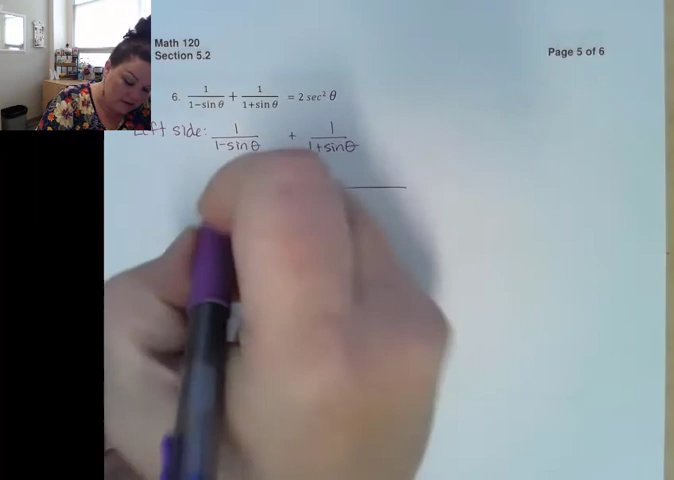 Math 120
Section 5.2
Page 5 of 6
6. 1/(1−sin θ) + 1/(1+sin θ) = 2 sec² θ
Left side: 1/(1−sinθ) + 1/(1+sinθ)